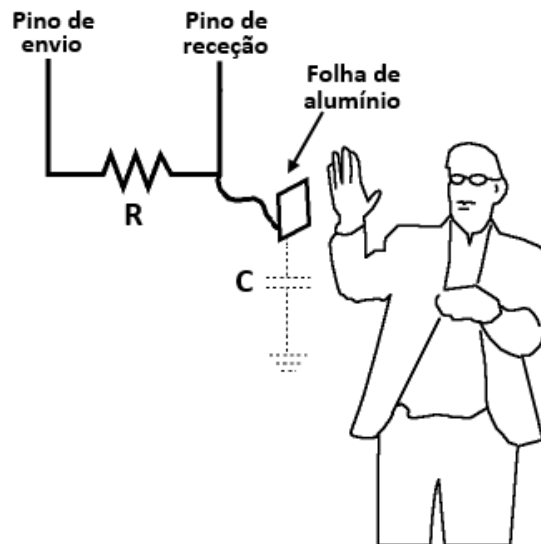 Pino de
envio
Pino de
receção
Folha de
alumínio
R
C